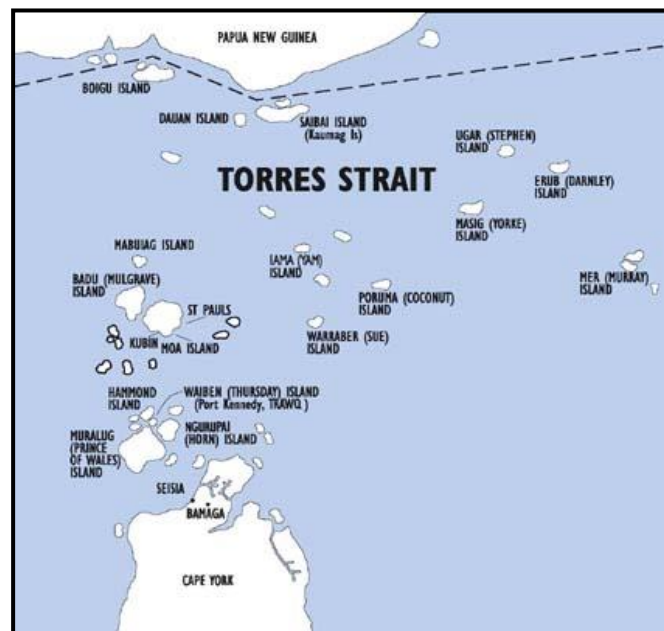 PAPUA NEW GUINEA
BOIGU ISLAND
DAUAN ISLAND
SAIBAI ISLAND
(Kaumag Is)
UGAR (STEPHEN)
ISLAND
TORRES STRAIT
ERUB (DARNLEY)
ISLAND
MASIG (YORKE)
ISLAND
MABUIAG ISLAND
IAMA (YAM)
ISLAND
BADU (MULGRAVE)
ISLAND
MER (MURRAY)
ISLAND
PORUMA (COCONUT)
ISLAND
ST PAULS
KUBIN
MOA ISLAND
WARRABER (SUE)
ISLAND
HAMMOND
ISLAND
WAIBEN (THURSDAY) ISLAND
(Port Kennedy, TKAWQ )
MURALUG
(PRINCE
OF WALES)
ISLAND
NGURUPAI
(HORN) ISLAND
SEISIA
BAMAGA
CAPE YORK